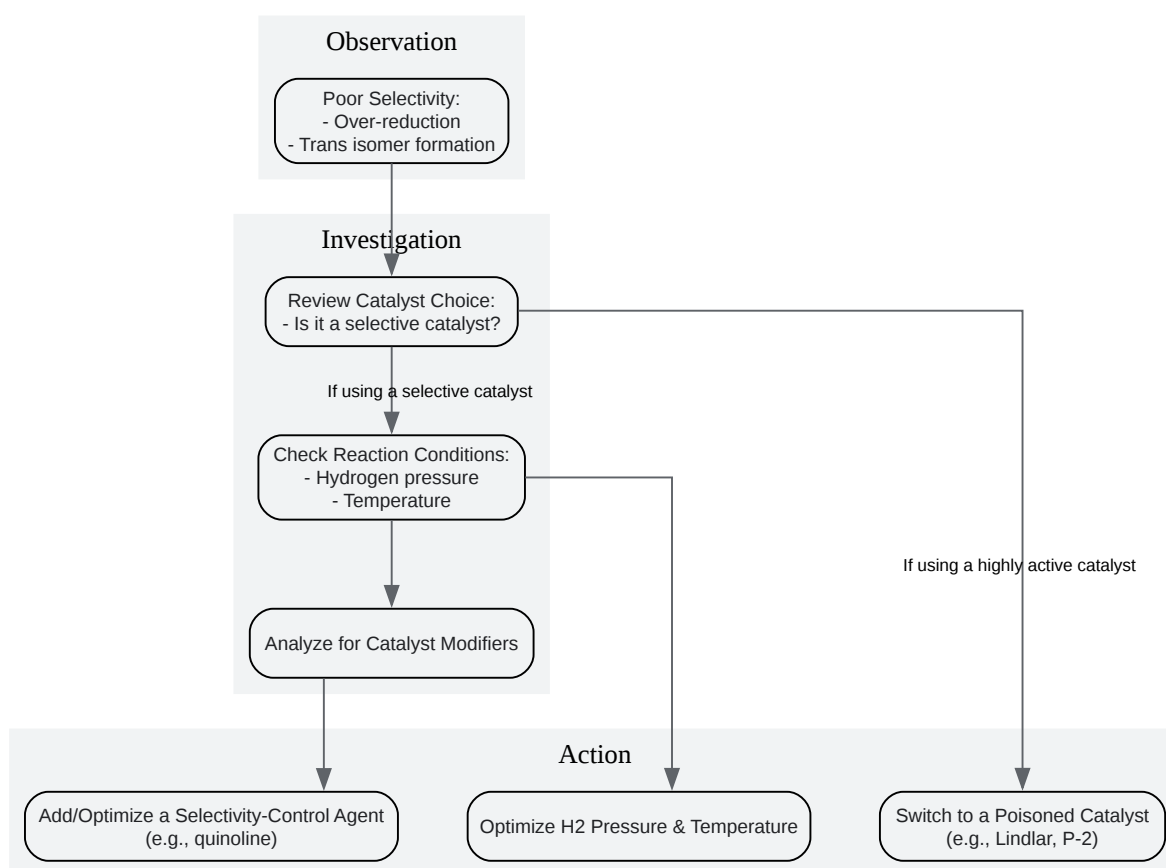 Observation
Poor Selectivity:
- Over-reduction
- Trans isomer formation
Investigation
Review Catalyst Choice:
- Is it a selective catalyst?
If using a selective catalyst
Check Reaction Conditions:
- Hydrogen pressure
- Temperature
If using a highly active catalyst
Analyze for Catalyst Modifiers
Action
Add/Optimize a Selectivity-Control Agent
(e.g., quinoline)
Optimize H2 Pressure & Temperature
Switch to a Poisoned Catalyst
(e.g., Lindlar, P-2)